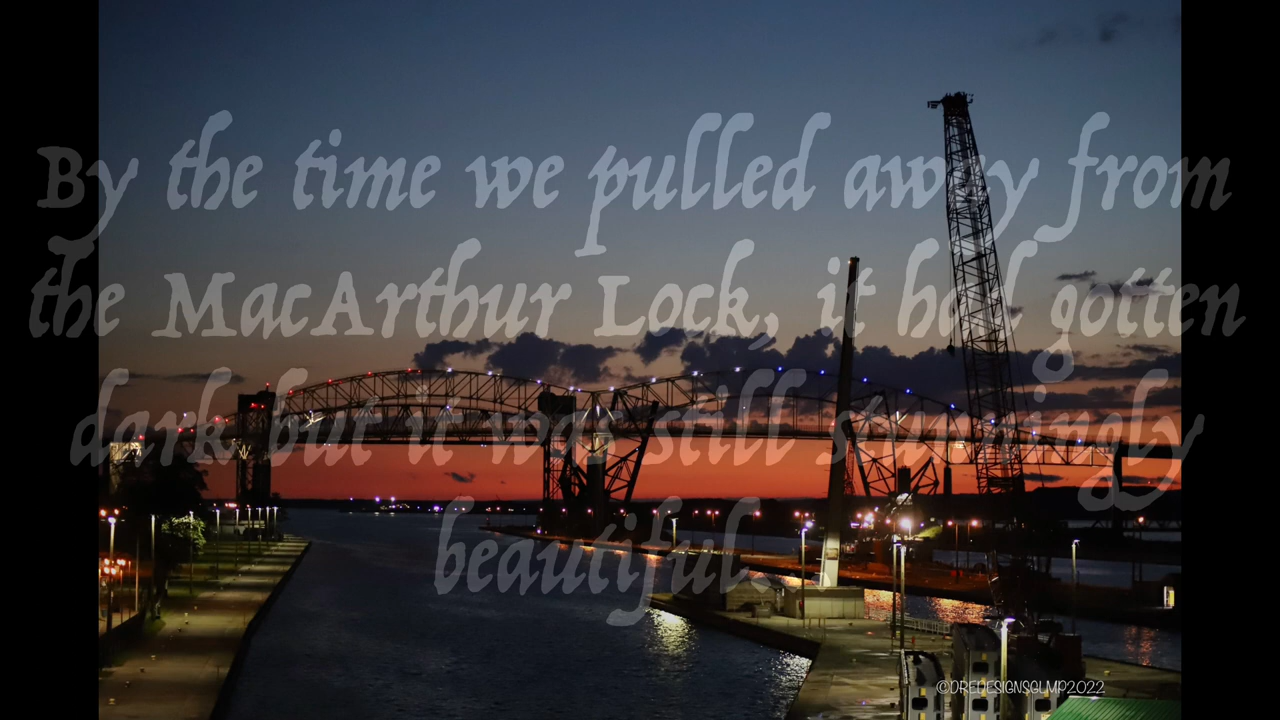 By the time we pulled away from
the MacArthur Lock, it had gotten
dark but it was still stunningly
beautiful.
©DREDESIGNSGLMP2022